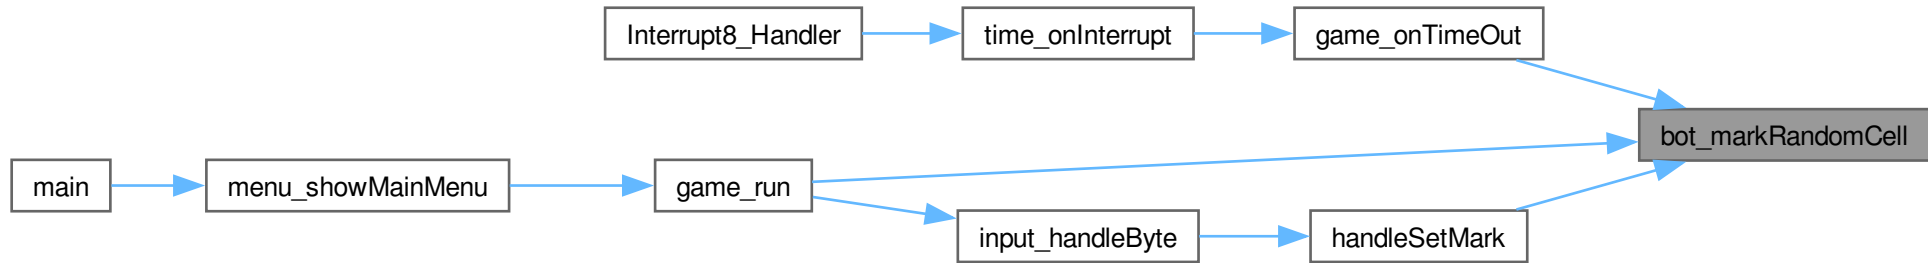 Interrupt8_Handler
time_onInterrupt
game_onTimeOut
bot_markRandomCell
main
menu_showMainMenu
game_run
input_handleByte
handleSetMark